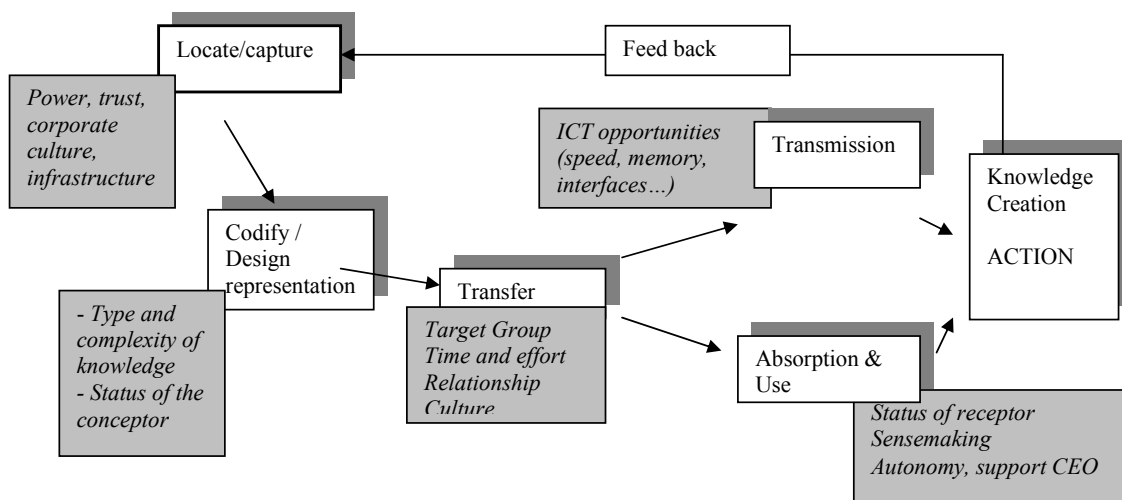 Locate/capture
Feed back
Power, trust,
corporate
culture,
infrastructure
ICT opportunities
(speed, memory,
interfaces…)
Transmission
Knowledge
Creation
ACTION
Codify /
Design
representation
Transfer
- Type and
complexity of
knowledge
- Status of the
conceptor
Target Group
Time and effort
Relationship
Culture
Absorption &
Use
Status of receptor
Sensemaking
Autonomy, support CEO